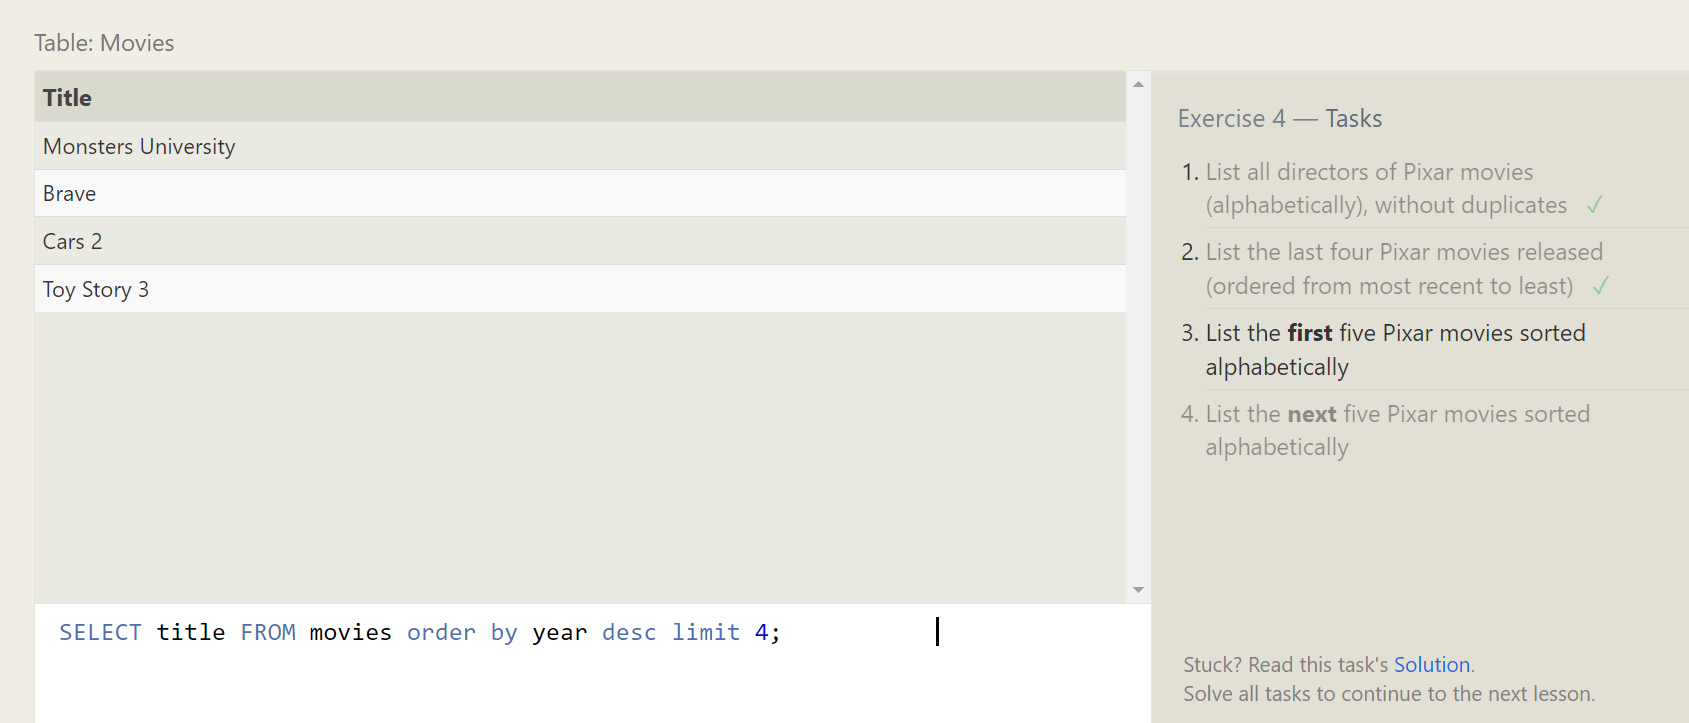 Table: Movies
Title
Monsters University
Brave
Cars 2
Toy Story 3
SELECT title FROM movies order by year desc limit 4;
Exercise 4 — Tasks
1. List all directors of Pixar movies
(alphabetically), without duplicates ✓
2. List the last four Pixar movies released
(ordered from most recent to least) ✓
3. List the first five Pixar movies sorted
alphabetically
4. List the next five Pixar movies sorted
alphabetically
Stuck? Read this task's Solution.
Solve all tasks to continue to the next lesson.